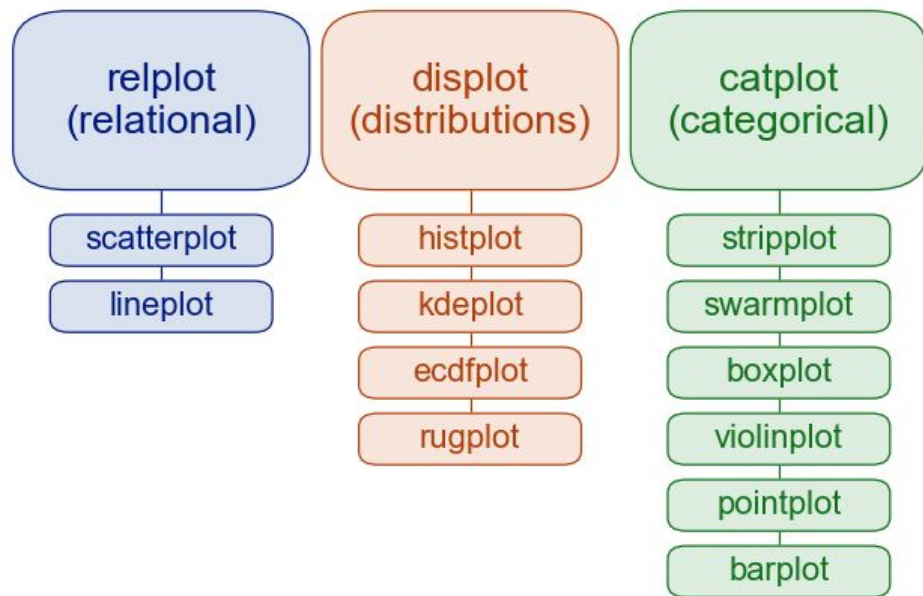 relplot
(relational)
scatterplot
lineplot
displot
(distributions)
histplot
kdeplot
ecdfplot
rugplot
catplot
(categorical)
stripplot
swarmplot
boxplot
violinplot
pointplot
barplot